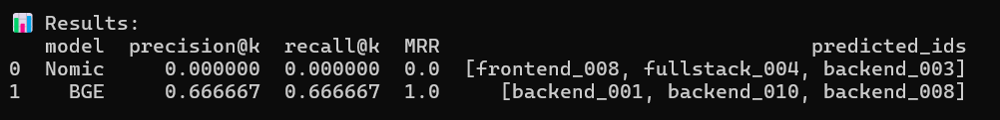 📊 Results:
model precision@k recall@k MRR predicted_ids
0 Nomic 0.000000 0.000000 0.0 [frontend_008, fullstack_004, backend_003]
1 BGE 0.666667 0.666667 1.0 [backend_001, backend_010, backend_008]